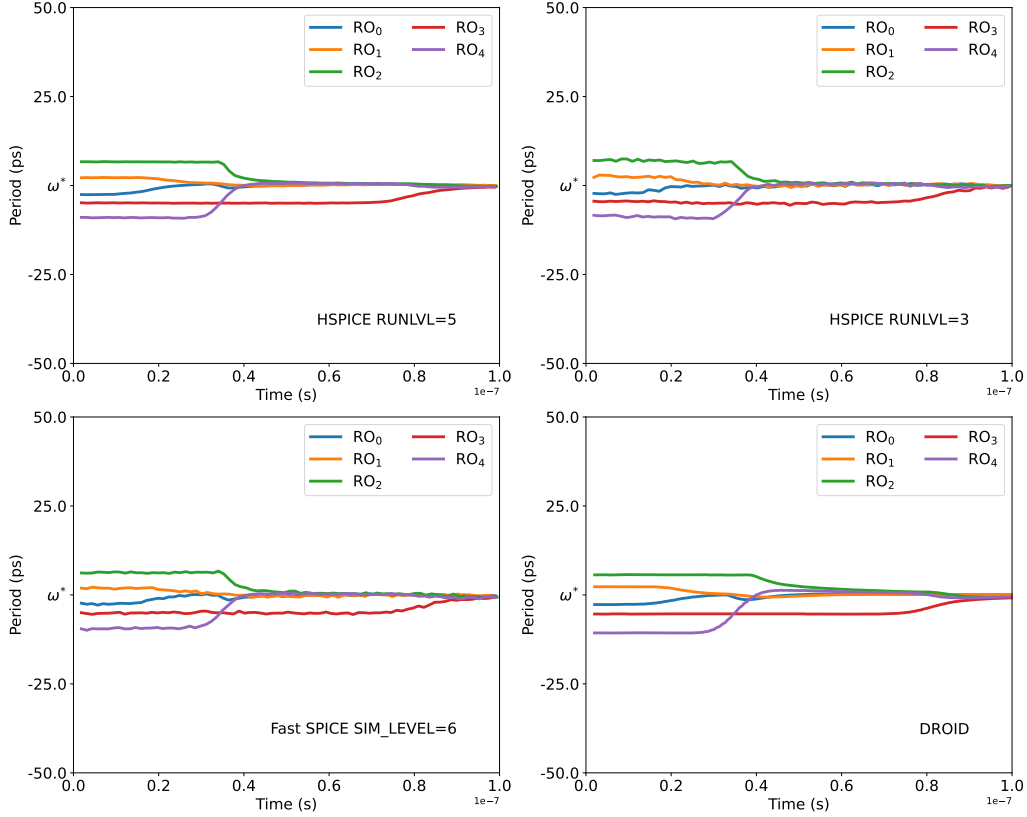 50.0
25.0
ω*
-25.0
-50.0
Period (ps)
RO0
RO1
RO2
RO3
RO4
HSPICE RUNLVL=5
0.0 0.2 0.4 0.6 0.8 1.0
Time (s)
1e-7
50.0
25.0
ω*
-25.0
-50.0
Period (ps)
RO0
RO1
RO2
RO3
RO4
HSPICE RUNLVL=3
0.0 0.2 0.4 0.6 0.8 1.0
Time (s)
1e-7
50.0
25.0
ω*
-25.0
-50.0
Period (ps)
RO0
RO1
RO2
RO3
RO4
Fast SPICE SIM_LEVEL=6
0.0 0.2 0.4 0.6 0.8 1.0
Time (s)
1e-7
50.0
25.0
ω*
-25.0
-50.0
Period (ps)
RO0
RO1
RO2
RO3
RO4
DROID
0.0 0.2 0.4 0.6 0.8 1.0
Time (s)
1e-7